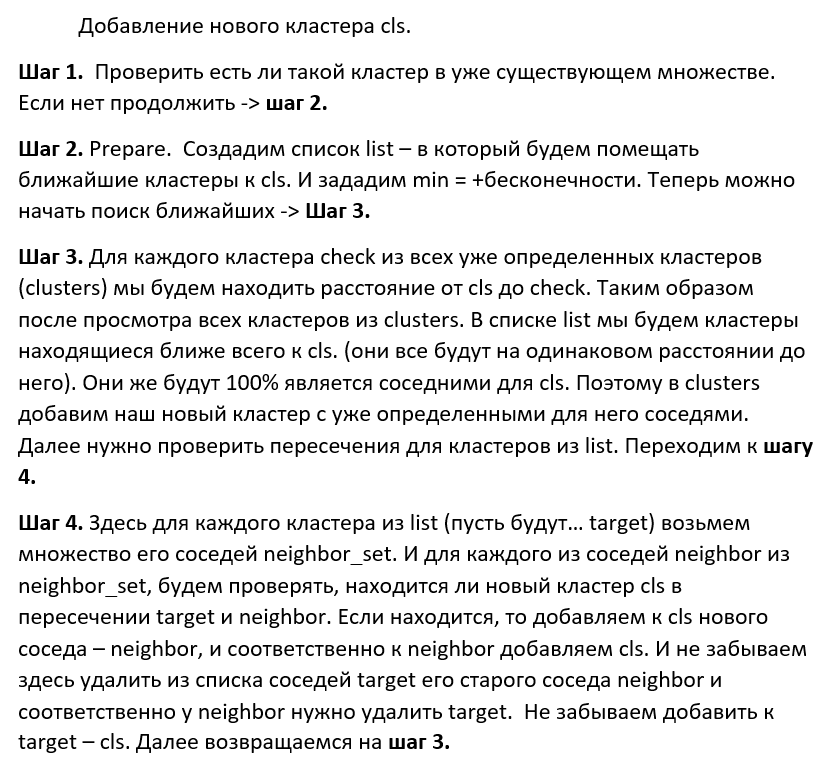 Добавление нового кластера cls.
Шаг 1.  Проверить есть ли такой кластер в уже существующем множестве.
Если нет продолжить -> шаг 2.
Шаг 2. Prepare.  Создадим список list – в который будем помещать
ближайшие кластеры к cls. И зададим min = +бесконечности. Теперь можно
начать поиск ближайших -> Шаг 3.
Шаг 3. Для каждого кластера check из всех уже определенных кластеров
(clusters) мы будем находить расстояние от cls до check. Таким образом
после просмотра всех кластеров из clusters. В списке list мы будем кластеры
находящиеся ближе всего к cls. (они все будут на одинаковом расстоянии до
него). Они же будут 100% является соседними для cls. Поэтому в clusters
добавим наш новый кластер с уже определенными для него соседями.
Далее нужно проверить пересечения для кластеров из list. Переходим к шагу
4.
Шаг 4. Здесь для каждого кластера из list (пусть будут… target) возьмем
множество его соседей neighbor_set. И для каждого из соседей neighbor из
neighbor_set, будем проверять, находится ли новый кластер cls в
пересечении target и neighbor. Если находится, то добавляем к cls нового
соседа – neighbor, и соответственно к neighbor добавляем cls. И не забываем
здесь удалить из списка соседей target его старого соседа neighbor и
соответственно у neighbor нужно удалить target.  Не забываем добавить к
target – cls. Далее возвращаемся на шаг 3.